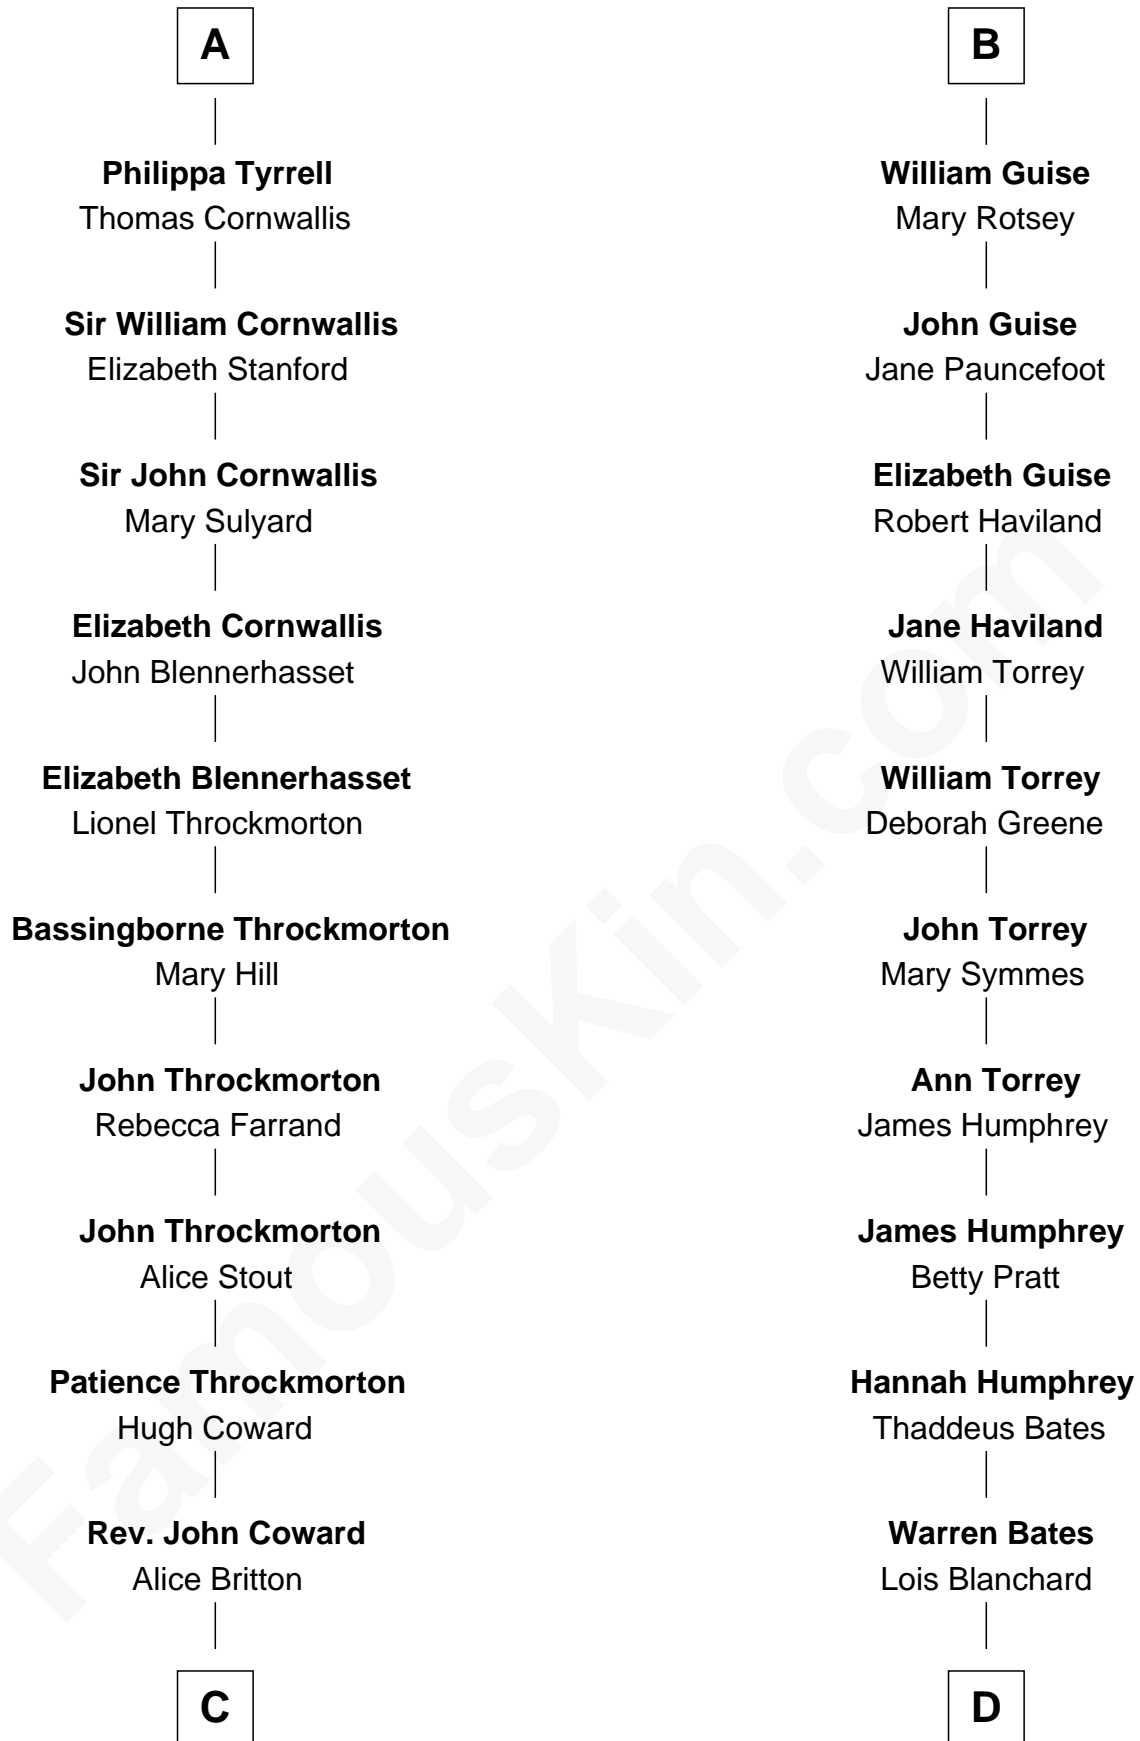 A
Philippa Tyrrell
Thomas Cornwallis
Sir William Cornwallis
Elizabeth Stanford
Sir John Cornwallis
Mary Sulyard
Elizabeth Cornwallis
John Blennerhasset
Elizabeth Blennerhasset
Lionel Throckmorton
Bassingborne Throckmorton
Mary Hill
John Throckmorton
Rebecca Farrand
John Throckmorton
Alice Stout
Patience Throckmorton
Hugh Coward
Rev. John Coward
Alice Britton
C
B
William Guise
Mary Rotsey
John Guise
Jane Pauncefoot
Elizabeth Guise
Robert Haviland
Jane Haviland
William Torrey
William Torrey
Deborah Greene
John Torrey
Mary Symmes
Ann Torrey
James Humphrey
James Humphrey
Betty Pratt
Hannah Humphrey
Thaddeus Bates
Warren Bates
Lois Blanchard
D
FamousKin.com